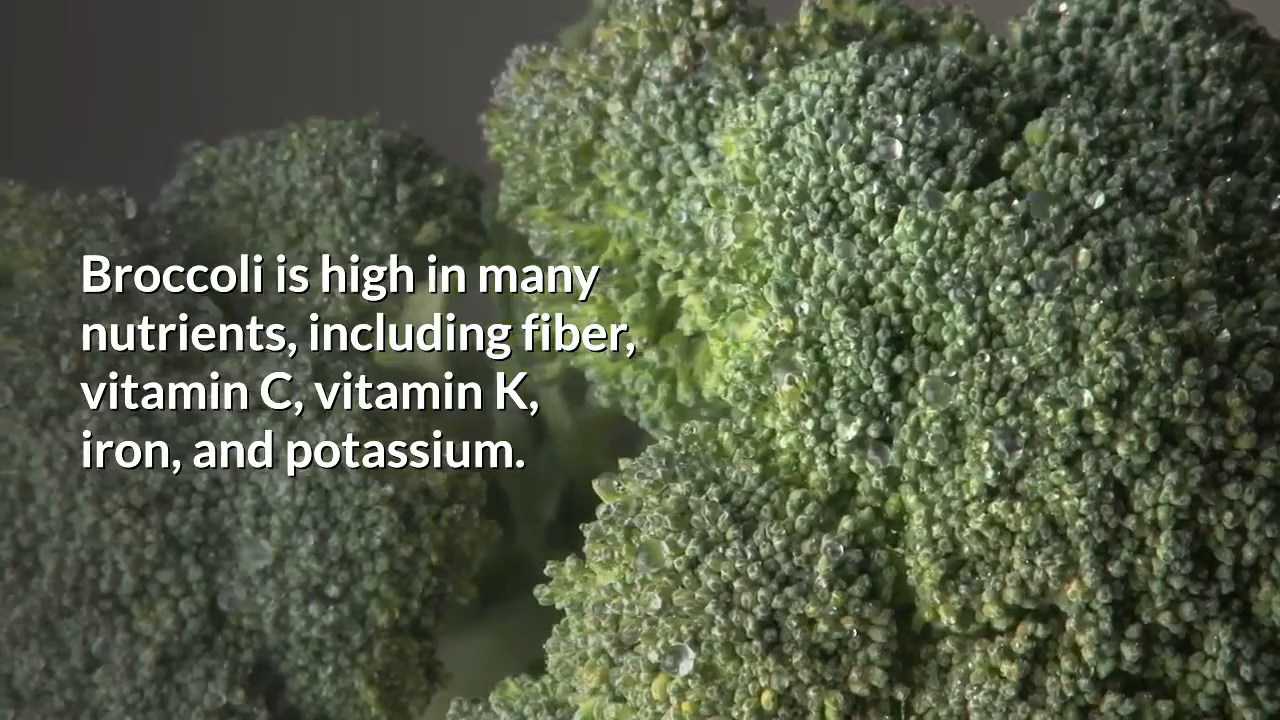 Broccoli is high in many
nutrients, including fiber,
vitamin C, vitamin K,
iron, and potassium.